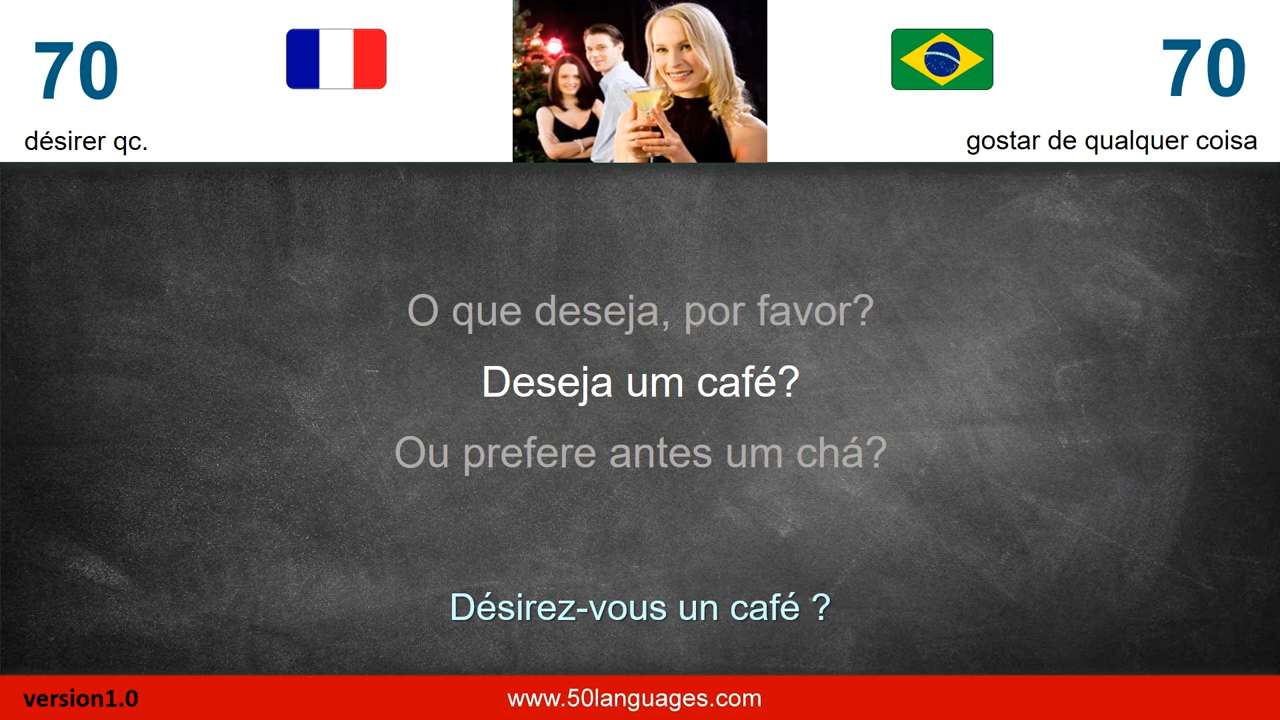 70
70
désirer qc.
gostar de qualquer coisa
O que deseja, por favor?
Deseja um café?
Ou prefere antes um chá?
Désirez-vous un café ?
version1.0
www.50languages.com